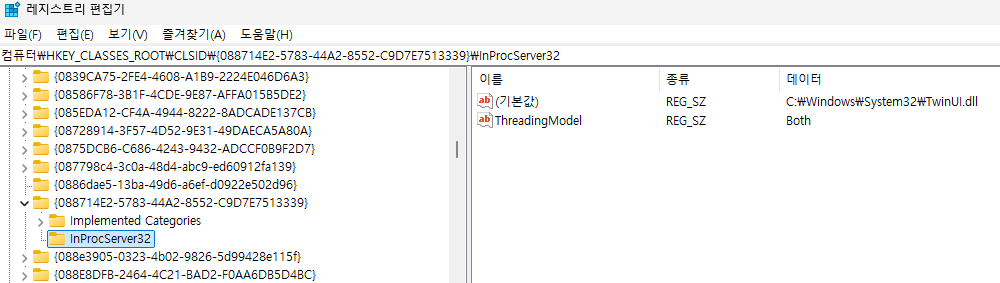 레지스트리 편집기
파일(F) 편집(E) 보기(V) 즐겨찾기(A) 도움말(H)
컴퓨터₩HKEY_CLASSES_ROOT₩CLSID₩{088714E2-5783-44A2-8552-C9D7E7513339}₩InProcServer32
{0839CA75-2FE4-4608-A1B9-2224E046D6A3}
{08586F78-3B1F-4CDE-9E87-AFFA015B5DE2}
{085EDA12-CF4A-4944-8222-8ADCADE137CB}
{08728914-3F57-4D52-9E31-49DAECA5A80A}
{0875DCB6-C686-4243-9432-ADCCF0B9F2D7}
{087798c4-3c0a-48d4-abc9-ed60912fa139}
{0886dae5-13ba-49d6-a6ef-d0922e502d96}
{088714E2-5783-44A2-8552-C9D7E7513339}
Implemented Categories
InProcServer32
{088e3905-0323-4b02-9826-5d99428e115f}
{088E8DFB-2464-4C21-BAD2-F0AA6DB5D4BC}
이름 종류 데이터
ab (기본값) REG_SZ C:₩Windows₩System32₩TwinUI.dll
ab ThreadingModel REG_SZ Both